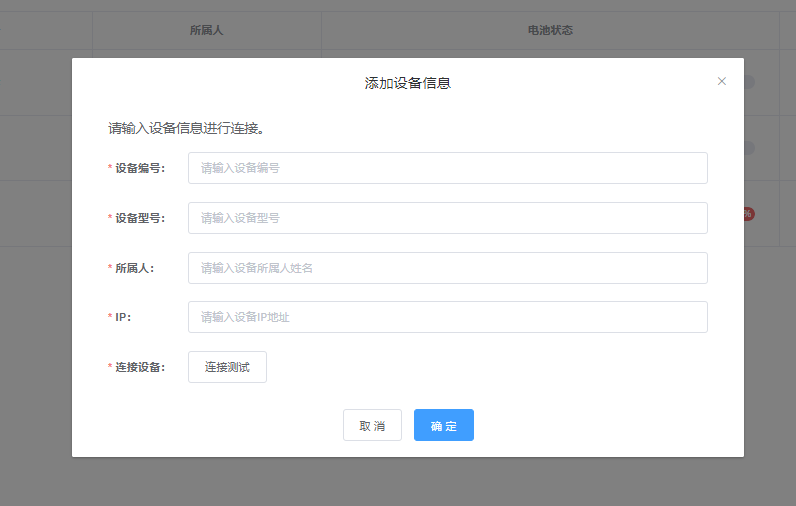 所属人 电池状态
添加设备信息
请输入设备信息进行连接。
* 设备编号： 请输入设备编号
* 设备型号： 请输入设备型号
%
* 所属人： 请输入设备所属人姓名
* IP： 请输入设备IP地址
* 连接设备： 连接测试
取 消 确 定